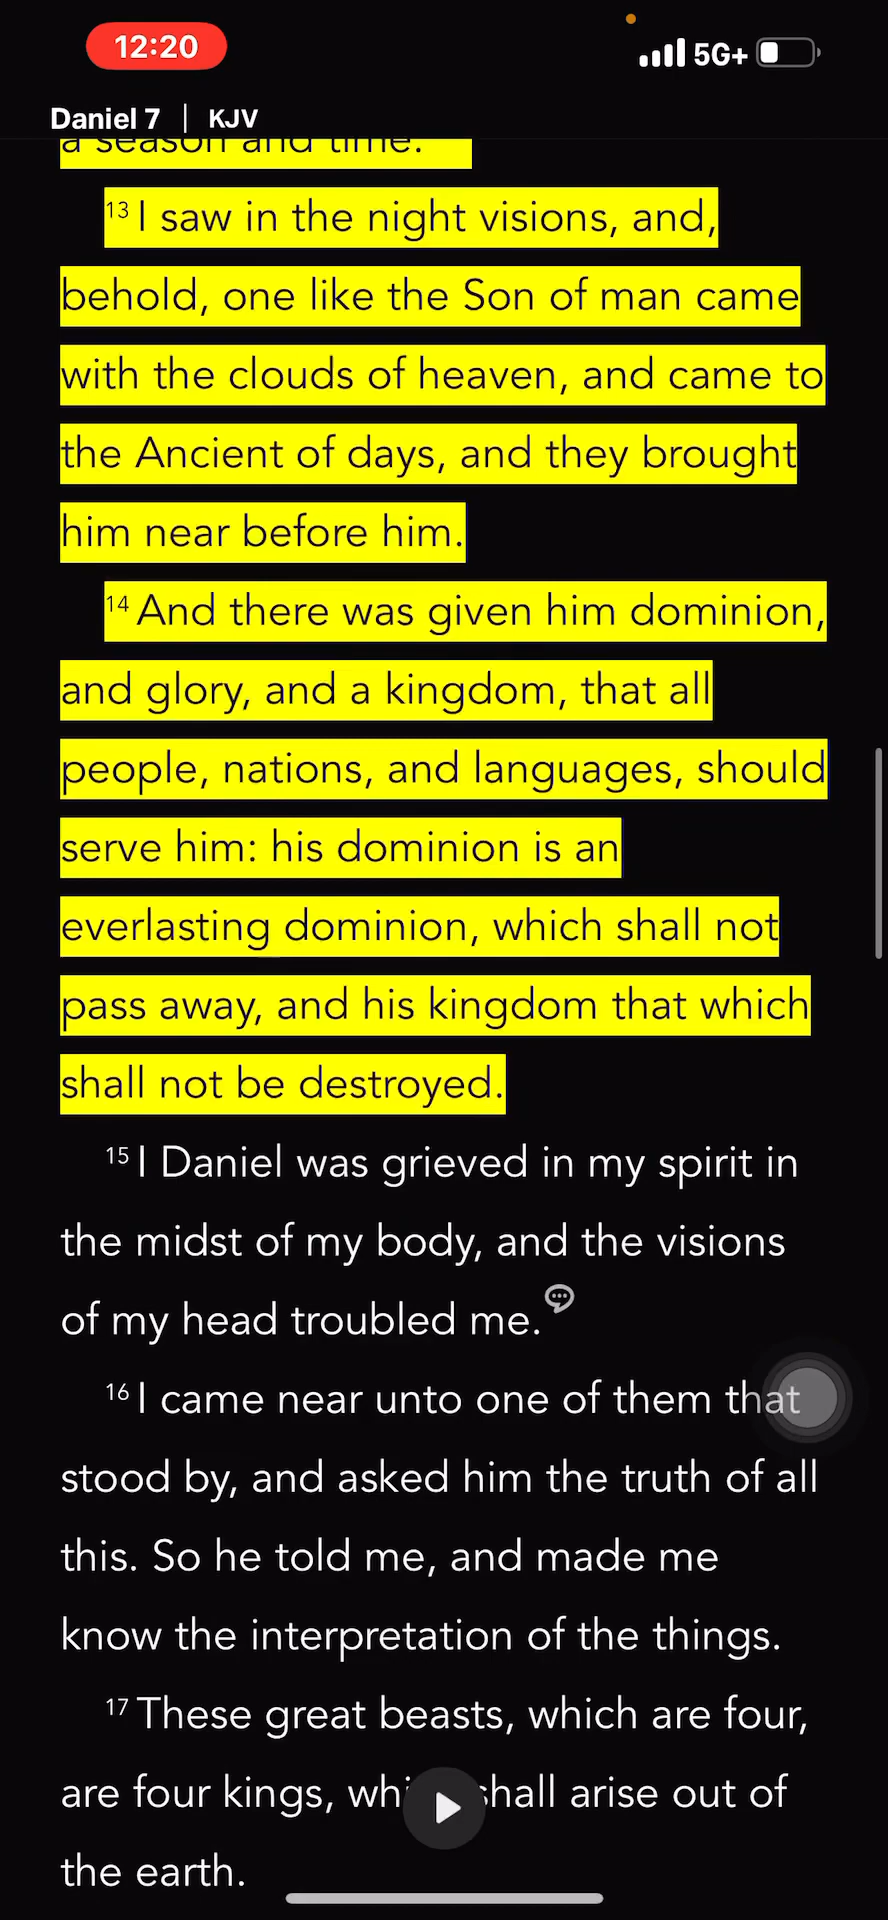 12:20
5G+
Daniel 7 | KJV
a season and time.
13 I saw in the night visions, and,
behold, one like the Son of man came
with the clouds of heaven, and came to
the Ancient of days, and they brought
him near before him.
14 And there was given him dominion,
and glory, and a kingdom, that all
people, nations, and languages, should
serve him: his dominion is an
everlasting dominion, which shall not
pass away, and his kingdom that which
shall not be destroyed.
15 I Daniel was grieved in my spirit in
the midst of my body, and the visions
of my head troubled me.
16 I came near unto one of them that
stood by, and asked him the truth of all
this. So he told me, and made me
know the interpretation of the things.
17 These great beasts, which are four,
are four kings, which shall arise out of
the earth.